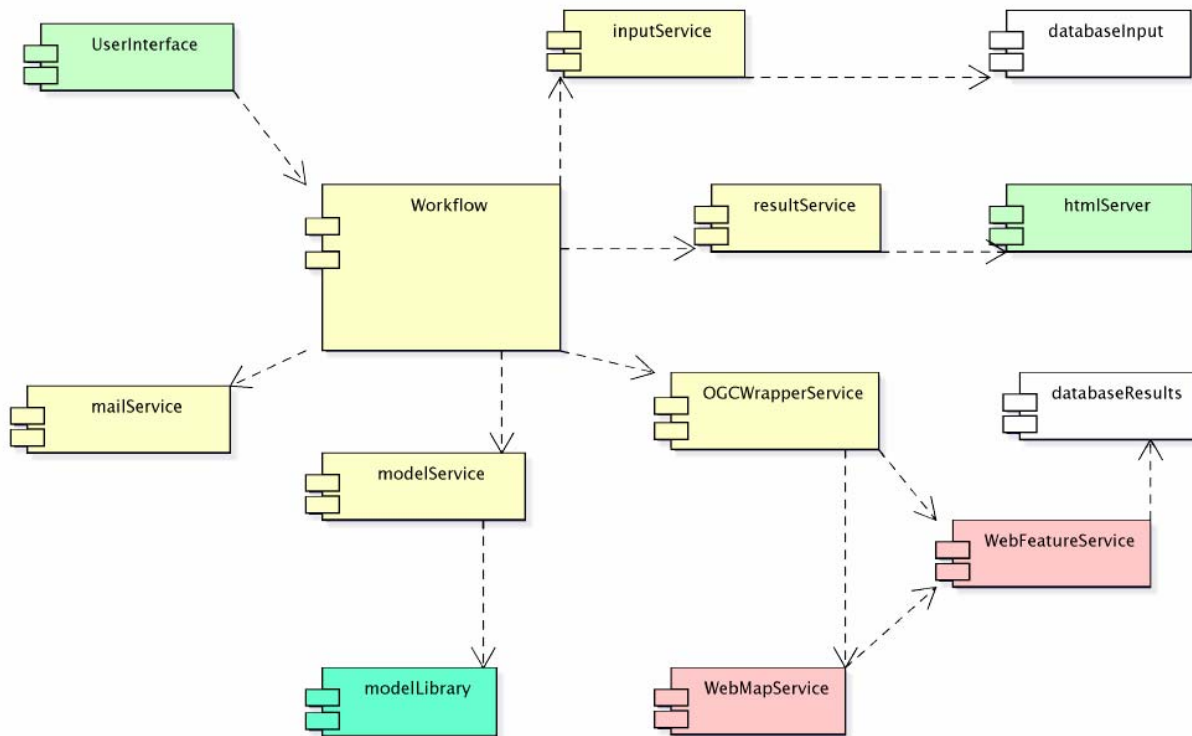 UserInterface
inputService
databaseInput
Workflow
resultService
htmlServer
mailService
OGCWrapperService
databaseResults
modelService
WebFeatureService
modelLibrary
WebMapService